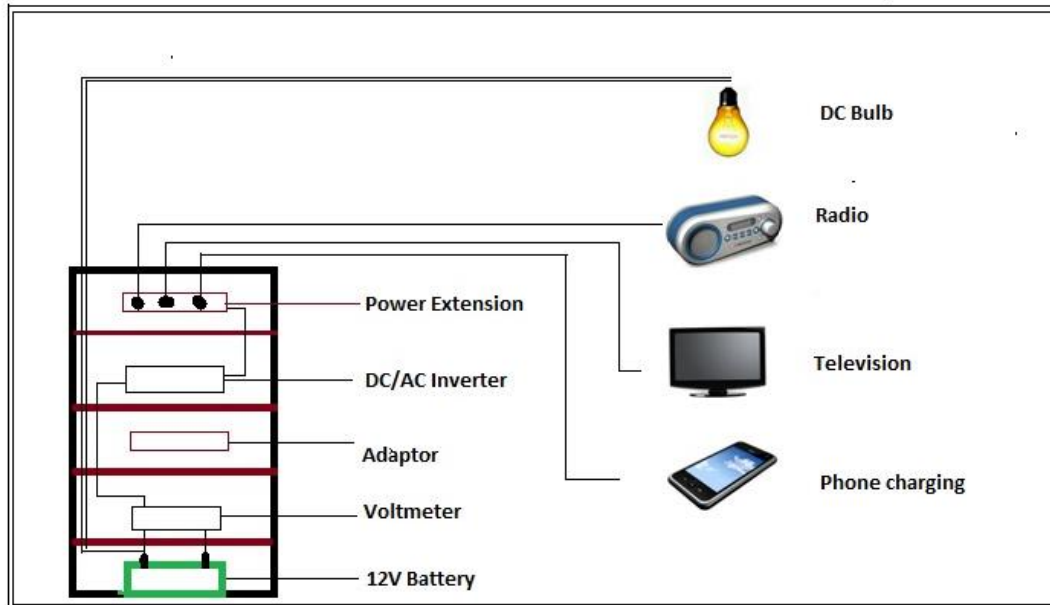 DC Bulb
Radio
Power Extension
Television
DC/AC Inverter
Adaptor
Phone charging
Voltmeter
12V Battery